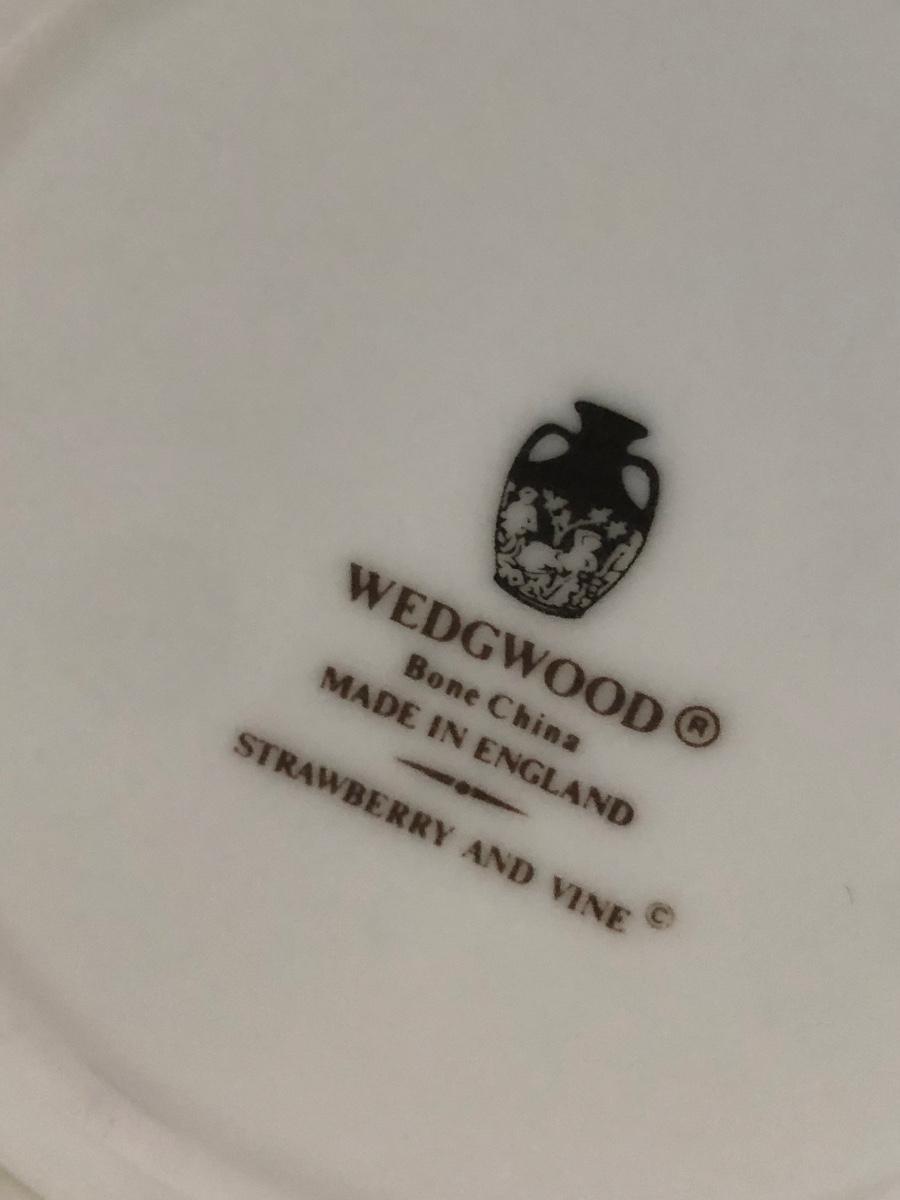 WEDGWOOD®
Bone China
MADE IN ENGLAND
STRAWBERRY AND VINE ©